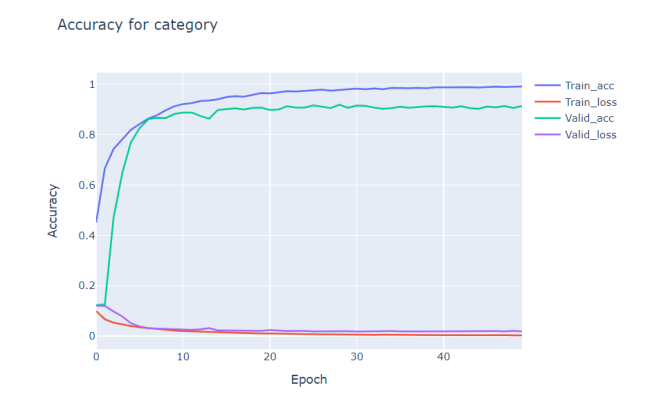 Accuracy for category
1
0.8
0.6
0.4
0.2
0
Accuracy
0
10
20
30
40
Epoch
Train_acc
Train_loss
Valid_acc
Valid_loss